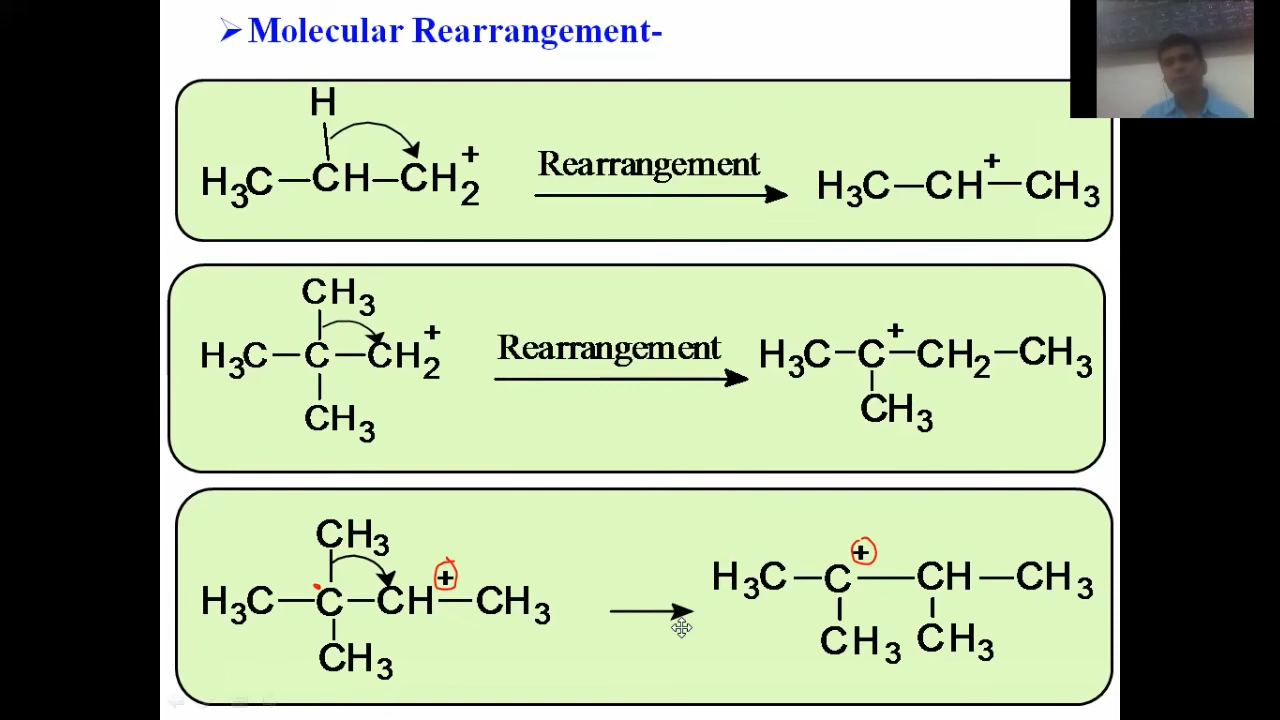 ➢ Molecular Rearrangement-
H
H3C—CH—CH2+ Rearrangement H3C—CH+—CH3
CH3
H3C—C—CH2+ Rearrangement H3C—C+—CH2—CH3
CH3 CH3
CH3
H3C—C—CH+—CH3 H3C—C+—CH—CH3
CH3 CH3 CH3